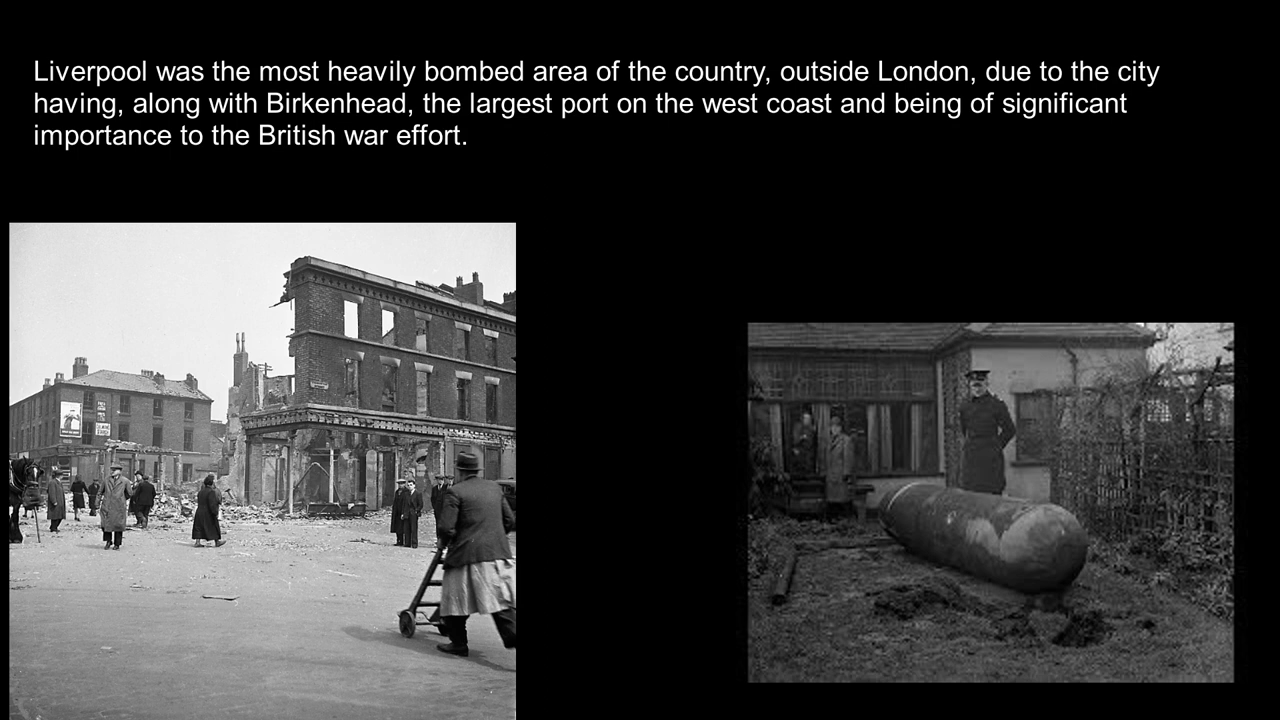 Liverpool was the most heavily bombed area of the country, outside London, due to the city
having, along with Birkenhead, the largest port on the west coast and being of significant
importance to the British war effort.